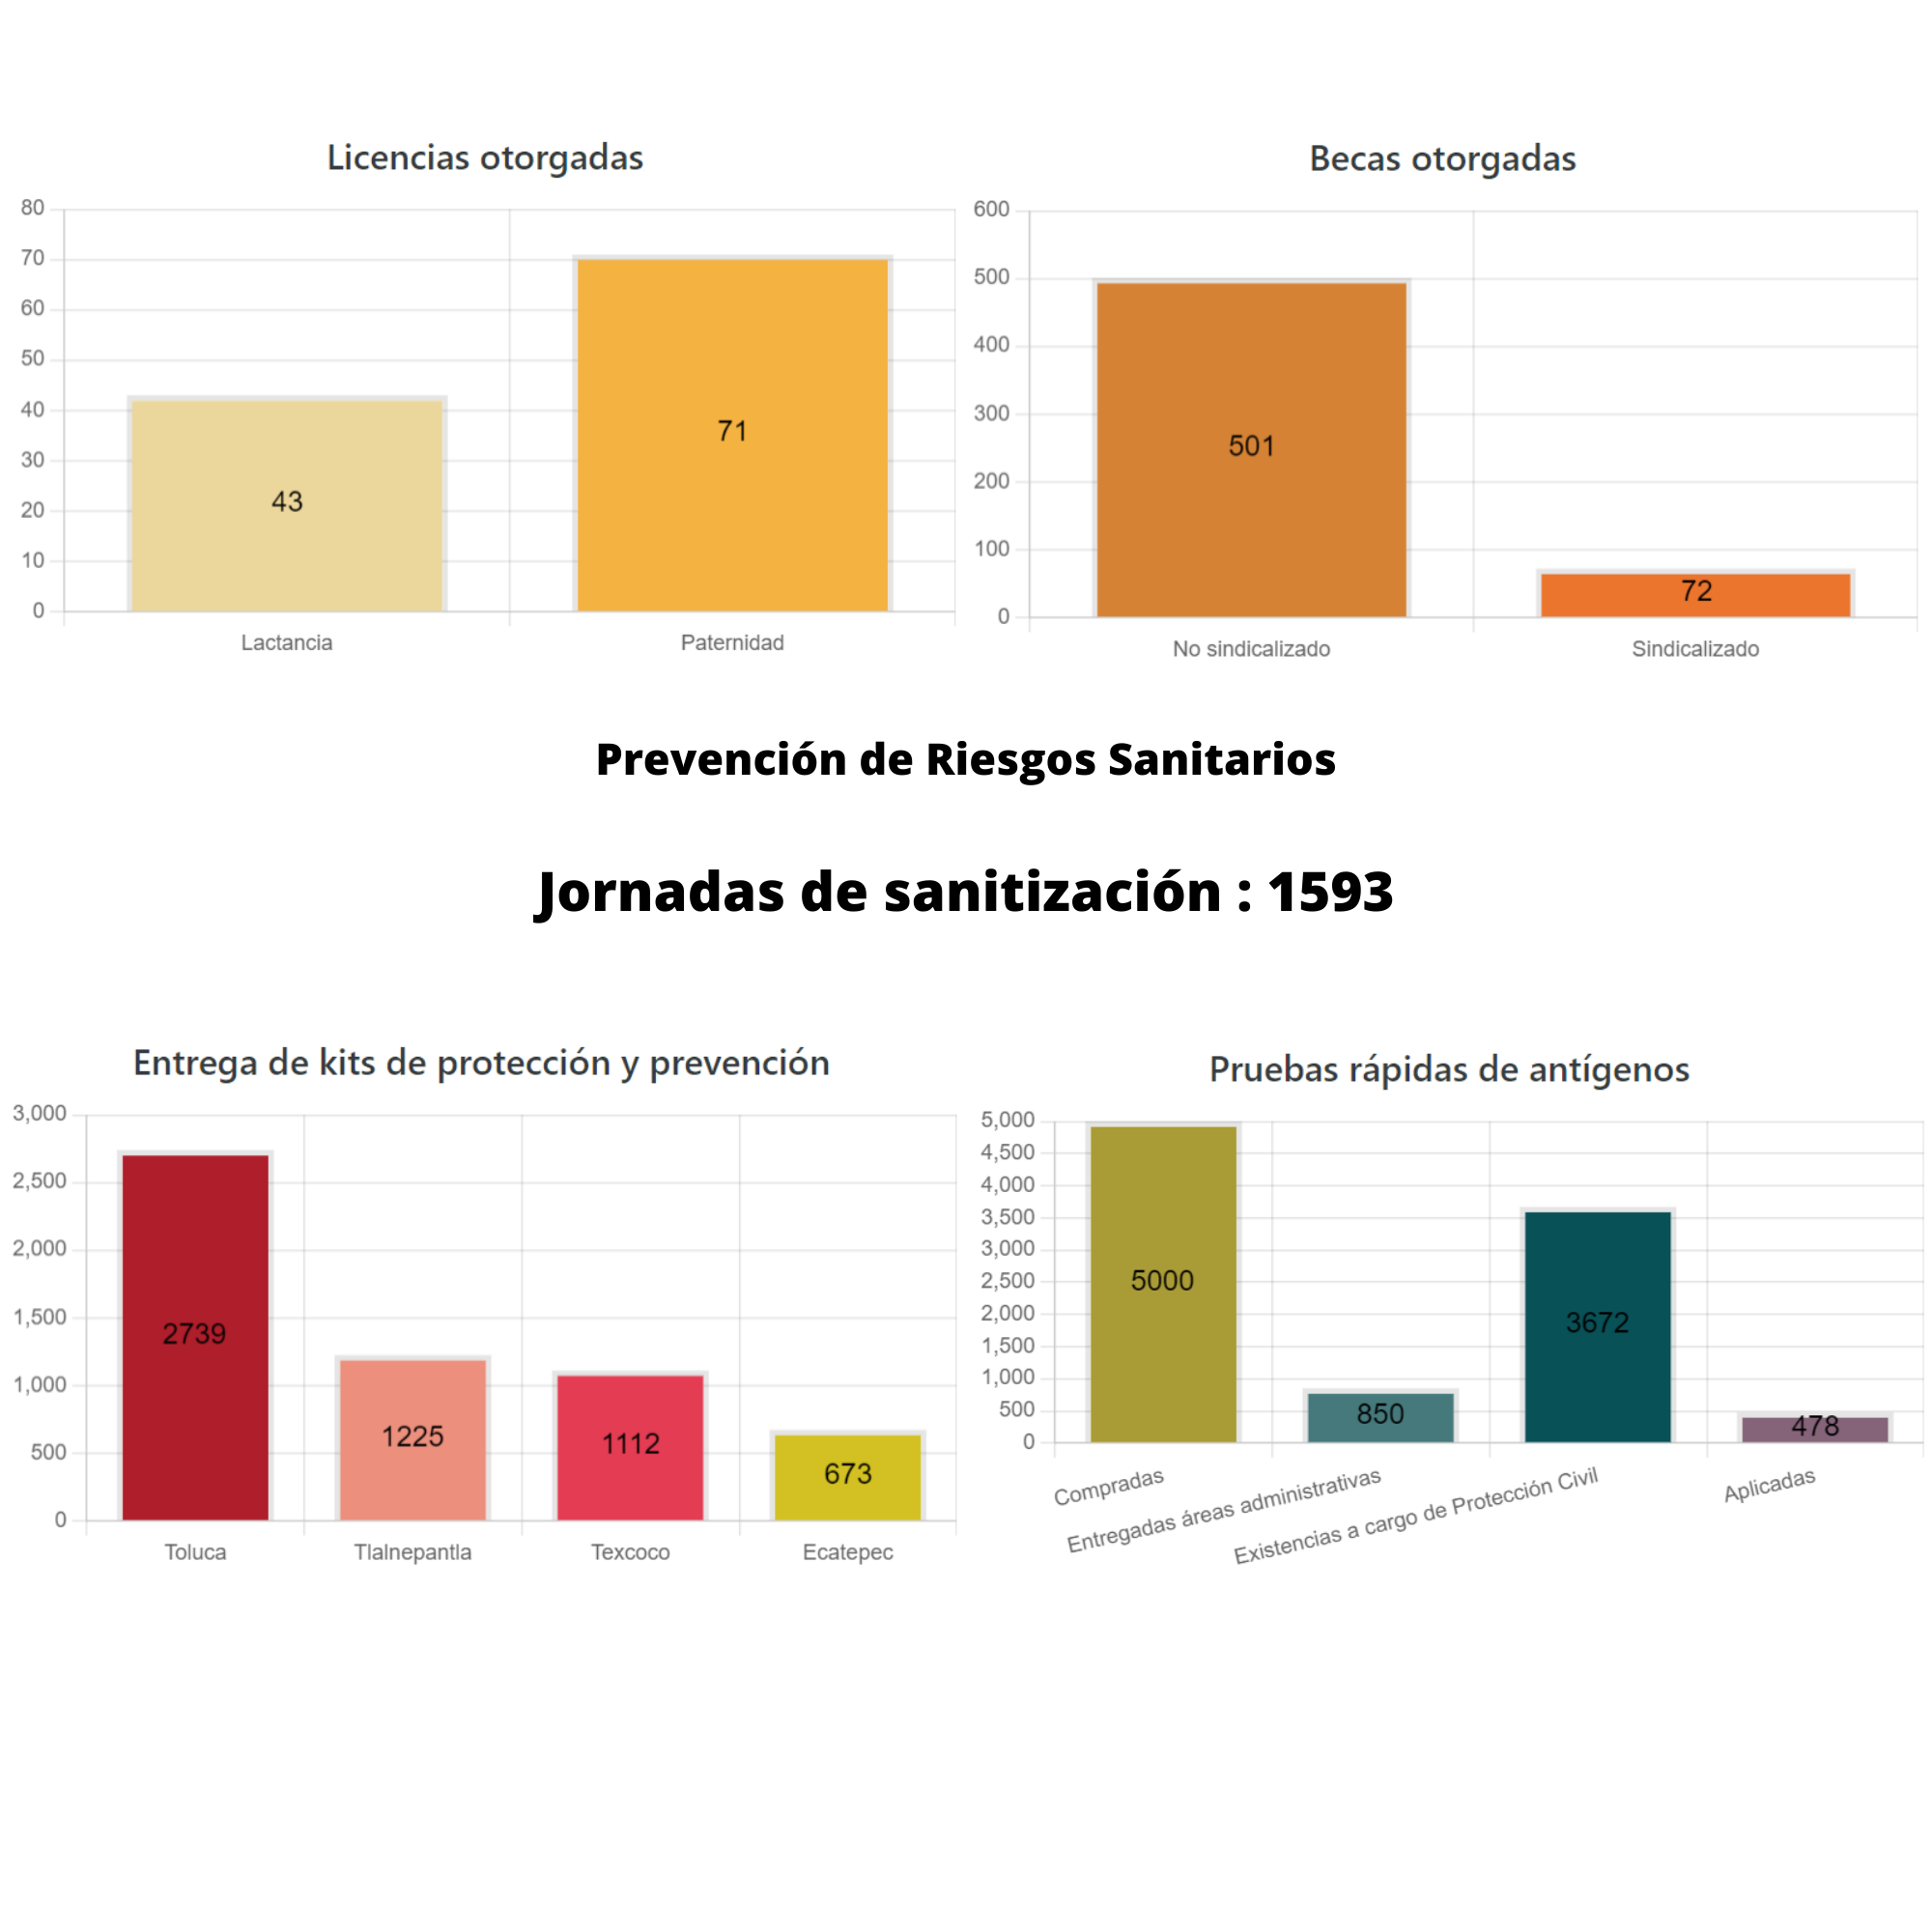 Licencias otorgadas
80
70
60
50
40
30
20
10
0
43
71
Lactancia
Paternidad
Becas otorgadas
600
500
400
300
200
100
0
501
72
No sindicalizado
Sindicalizado
Prevención de Riesgos Sanitarios
Jornadas de sanitización : 1593
Entrega de kits de protección y prevención
3,000
2,500
2,000
1,500
1,000
500
0
2739
1225
1112
673
Toluca
Tlalnepantla
Texcoco
Ecatepec
Pruebas rápidas de antígenos
5,000
4,500
4,000
3,500
3,000
2,500
2,000
1,500
1,000
500
0
5000
850
3672
478
Compradas
Entregadas áreas administrativas
Existencias a cargo de Protección Civil
Aplicadas